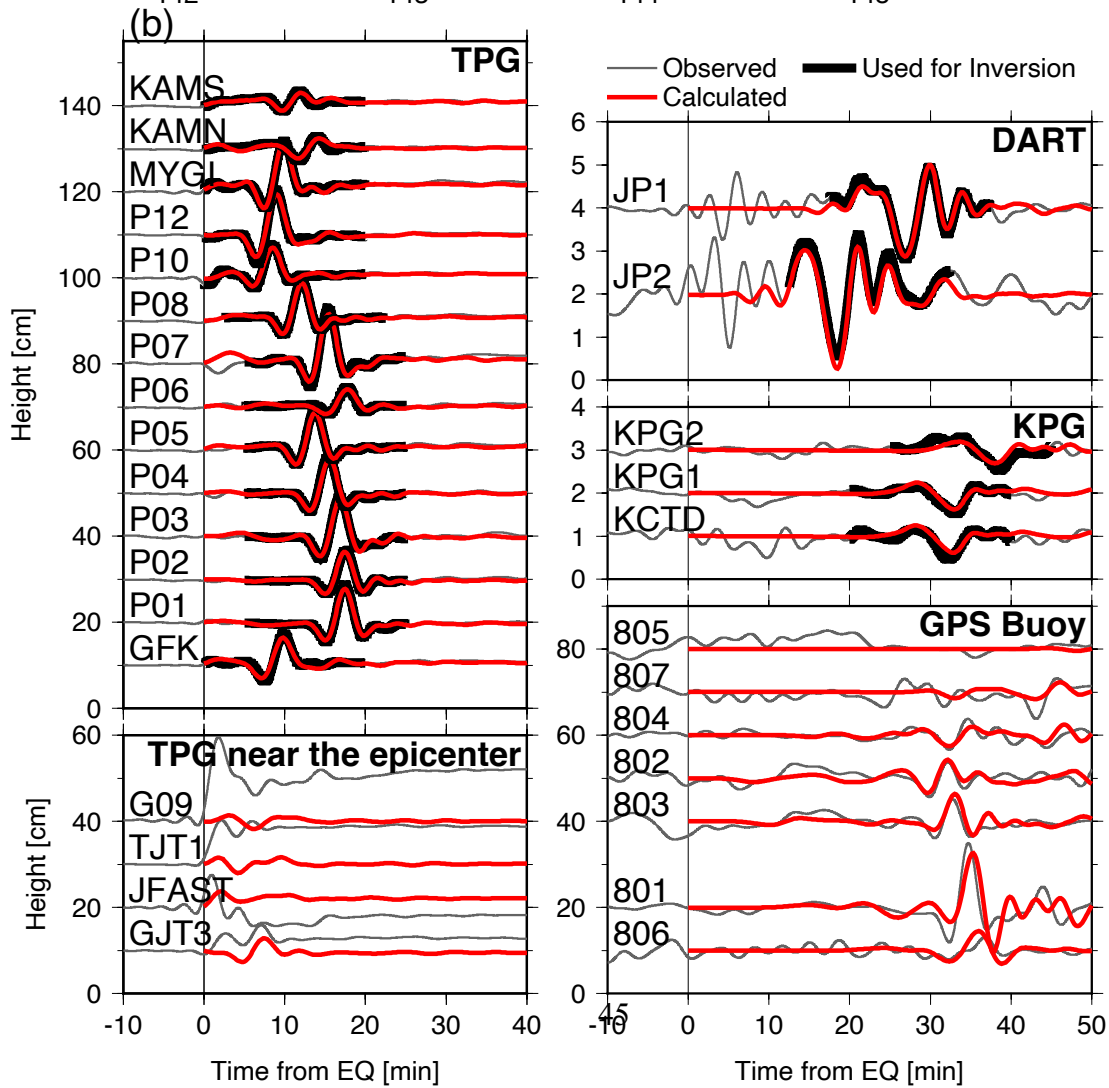 (b)
TPG
KAMS
KAMN
MYGI
P12
P10
P08
P07
P06
P05
P04
P03
P02
P01
GFK
Height [cm]
140
120
100
80
60
40
20
0
Observed
Used for Inversion
Calculated
DART
JP1
JP2
6
5
4
3
2
1
0
KPG
KPG2
KPG1
KCTD
4
3
2
1
0
TPG near the epicenter
G09
TJT1
JFAST
GJT3
Height [cm]
60
40
20
0
-10 0 10 20 30 40
Time from EQ [min]
GPS Buoy
805
807
804
802
803
801
806
80
60
40
20
0
45
-10 0 10 20 30 40 50
Time from EQ [min]